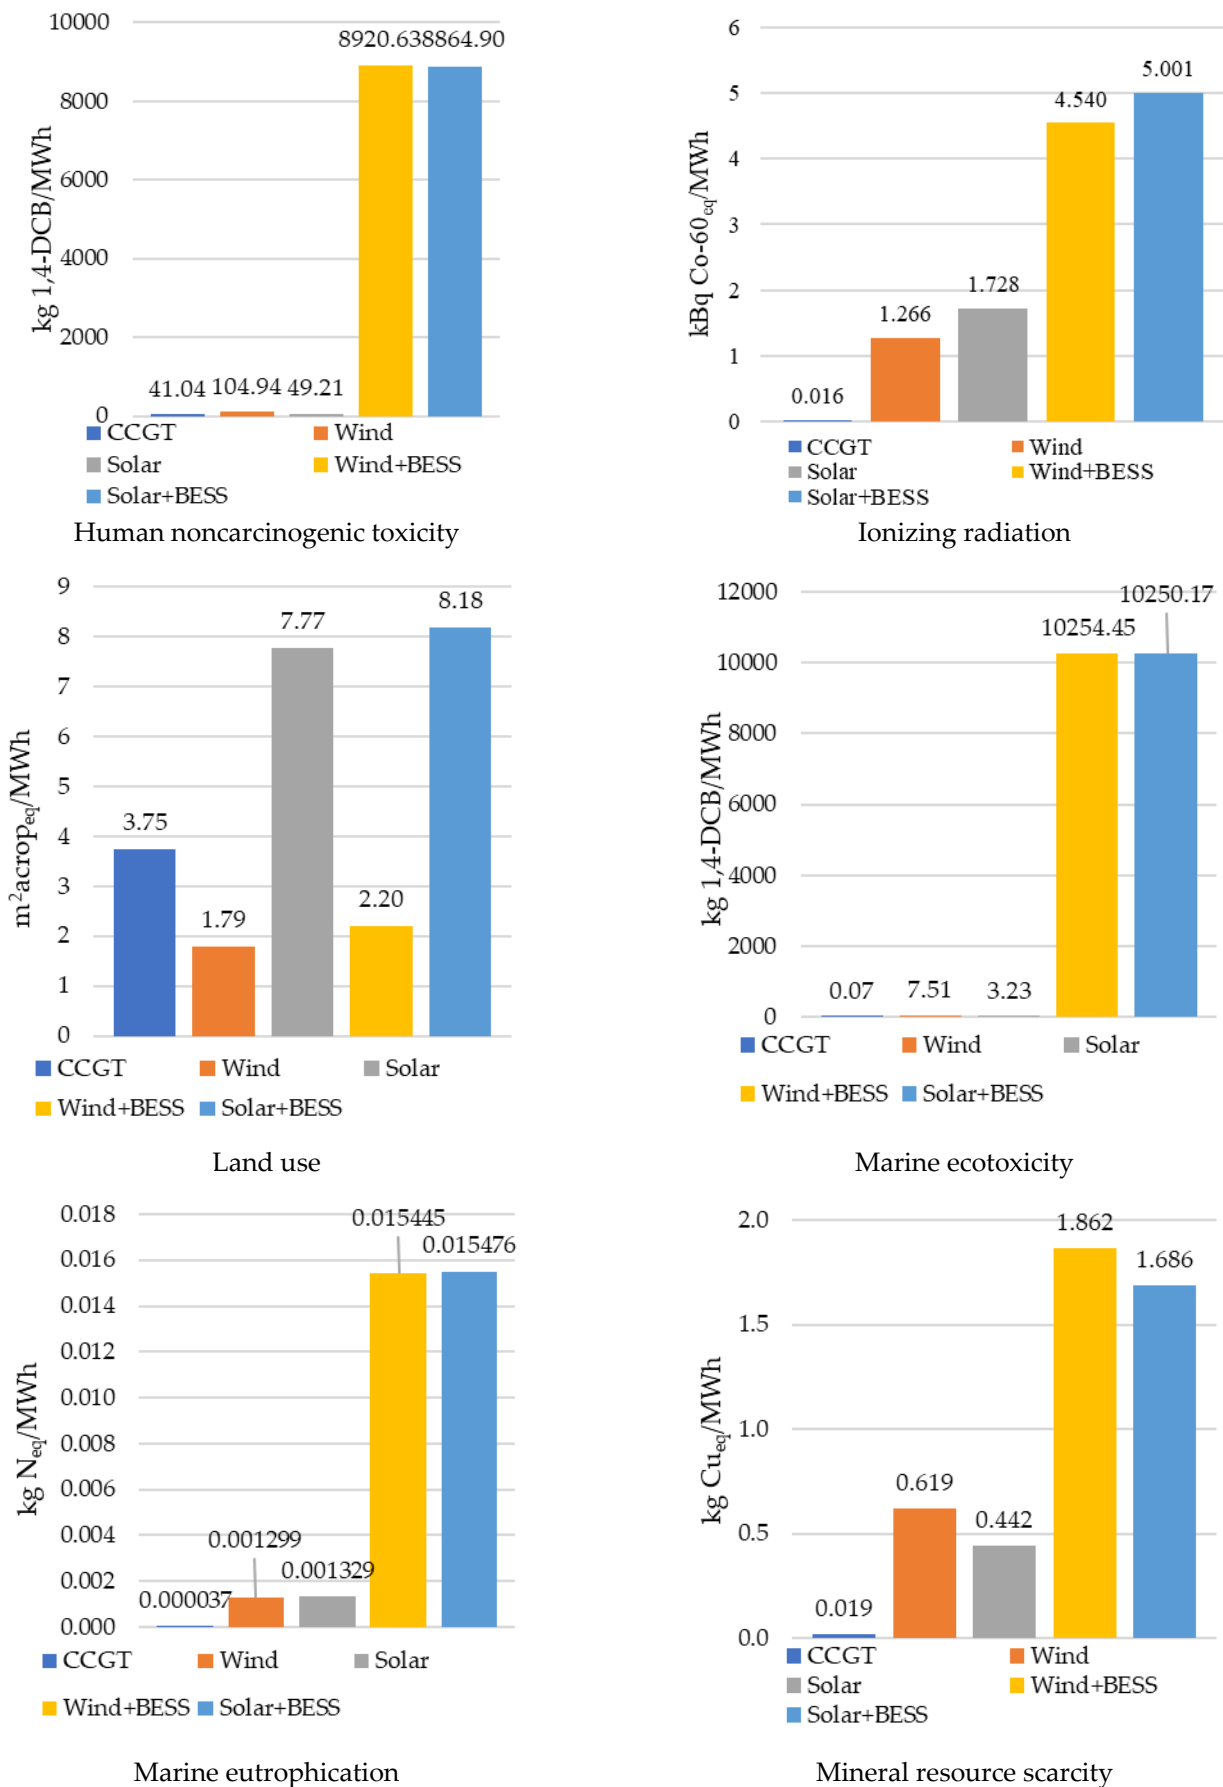 10000
8920.638864.90
8000
6000
4000
2000
0
kg 1,4-DCB/MWh
41.04 104.94 49.21
CCGT Wind
Solar Wind+BESS
Solar+BESS
Human noncarcinogenic toxicity
6
5
4
3
2
1
0
kBq Co-60eq/MWh
0.016
1.266
1.728
4.540
5.001
CCGT Wind
Solar Wind+BESS
Solar+BESS
Ionizing radiation
9
8
7
6
5
4
3
2
1
0
m²acropeq/MWh
3.75
1.79
7.77
2.20
8.18
CCGT Wind Solar
Wind+BESS Solar+BESS
Land use
12000
10000
8000
6000
4000
2000
0
kg 1,4-DCB/MWh
0.07 7.51 3.23
10254.45
10250.17
CCGT Wind Solar
Wind+BESS Solar+BESS
Marine ecotoxicity
0.018
0.016
0.014
0.012
0.010
0.008
0.006
0.004
0.002
0.000
kg Neq/MWh
0.000037
0.001299
0.001329
0.015445
0.015476
CCGT Wind Solar
Wind+BESS Solar+BESS
Marine eutrophication
2.0
1.5
1.0
0.5
0.0
kg Cueq/MWh
0.019
0.619
0.442
1.862
1.686
CCGT Wind
Solar Wind+BESS
Solar+BESS
Mineral resource scarcity